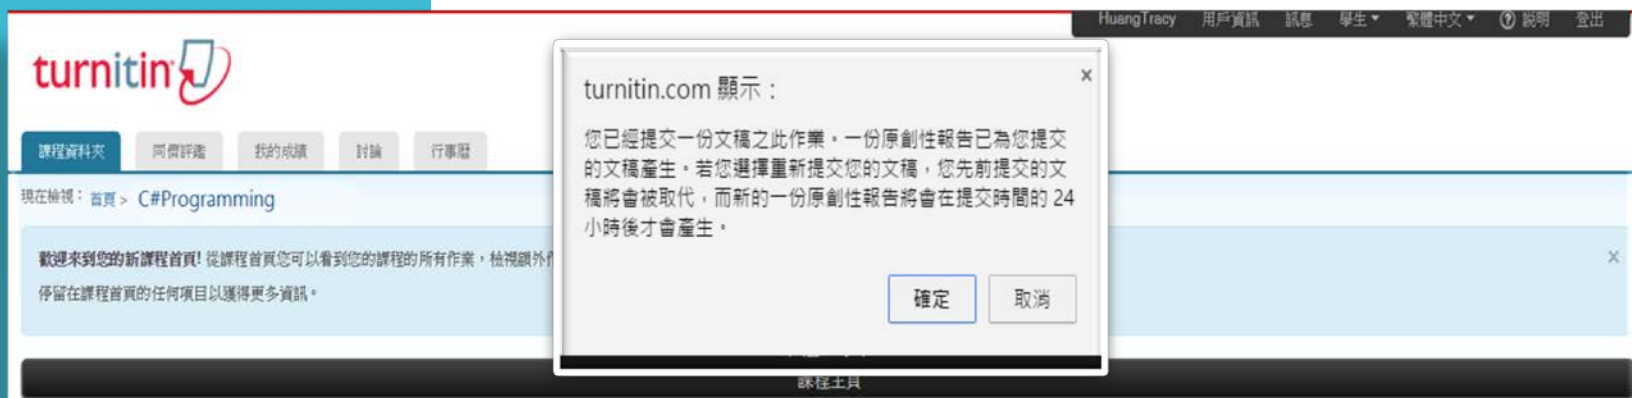 HuangTracy 用戶資訊 訊息 學生 繁體中文 ? 說明 登出
turnitin
課程資料夾 同儕評鑑 我的成績 討論 行事曆
現在檢視: 首頁 > C#Programming
歡迎來到您的新課程首頁! 從課程首頁您可以看到您的課程的所有作業，檢視額外
停留在課程首頁的任何項目以獲得更多資訊。
turnitin.com 顯示：
x
您已經提交一份文稿之此作業。一份原創性報告已為您提交
的文稿產生。若您選擇重新提交您的文稿，您先前提交的文
稿將會被取代，而新的一份原創性報告將會在提交時間的 24
小時後才會產生。
確定 取消
x
課程主頁